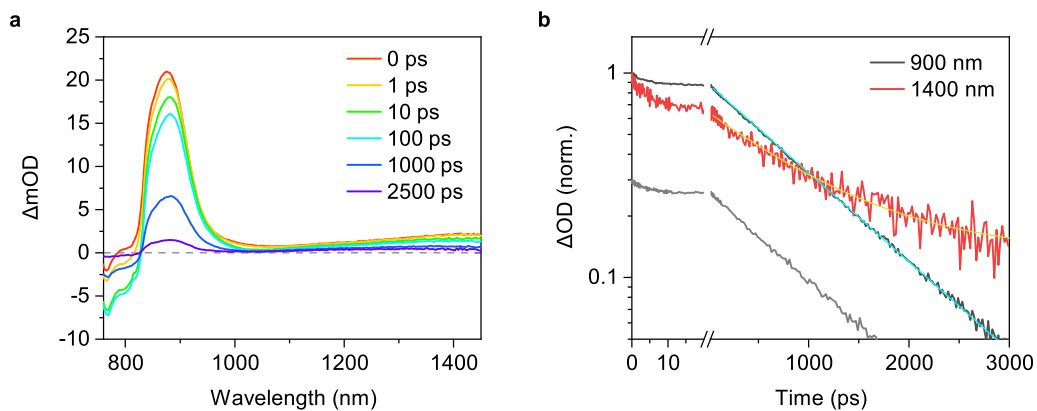 a
25
20
15
10
5
0
-5
-10
ΔmOD
0 ps
1 ps
10 ps
100 ps
1000 ps
2500 ps
800
1000
1200
1400
Wavelength (nm)
b
1
0.1
ΔOD (norm.)
900 nm
1400 nm
0
10
1000
2000
3000
Time (ps)